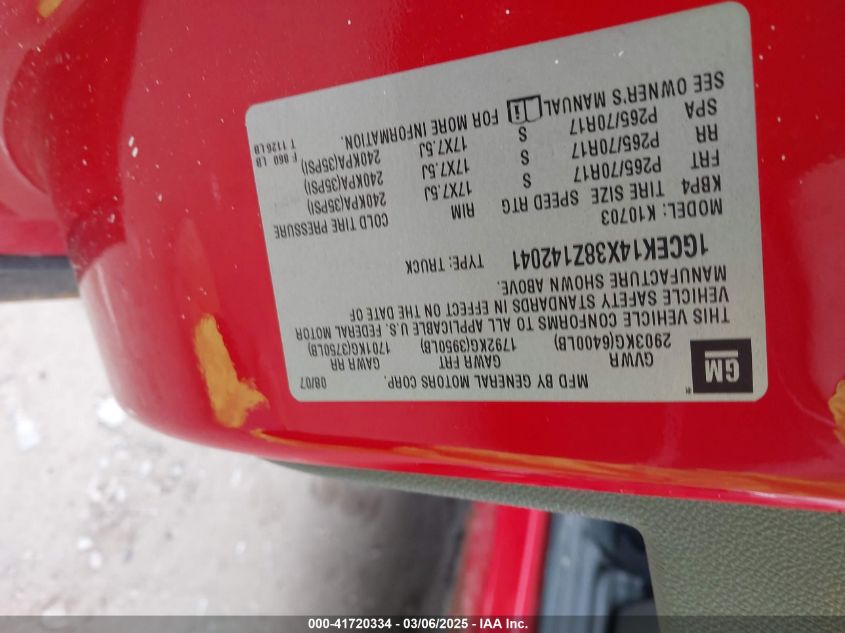 GM
MFD BY GENERAL MOTORS CORP. 08/07
GVWR GAWR FRT GAWR RR
2903KG(6400LB) 1792KG(3950LB) 1701KG(3750LB)
THIS VEHICLE CONFORMS TO ALL APPLICABLE U.S. FEDERAL MOTOR
VEHICLE SAFETY STANDARDS IN EFFECT ON THE DATE OF
MANUFACTURE SHOWN ABOVE.
1GCEK14X38Z142041 TYPE: TRUCK
MODEL: K10703
KBP4 TIRE SIZE SPEED RTG RIM COLD TIRE PRESSURE
FRT P265/70R17 S 17X7.5J 240KPA(35PSI)
RR P265/70R17 S 17X7.5J 240KPA(35PSI)
SPA P265/70R17 S 17X7.5J 240KPA(35PSI)
SEE OWNER'S MANUAL FOR MORE INFORMATION.
F 860 LB
T 1126LB
000-41720334 — 03/06/2025 - IAA Inc.